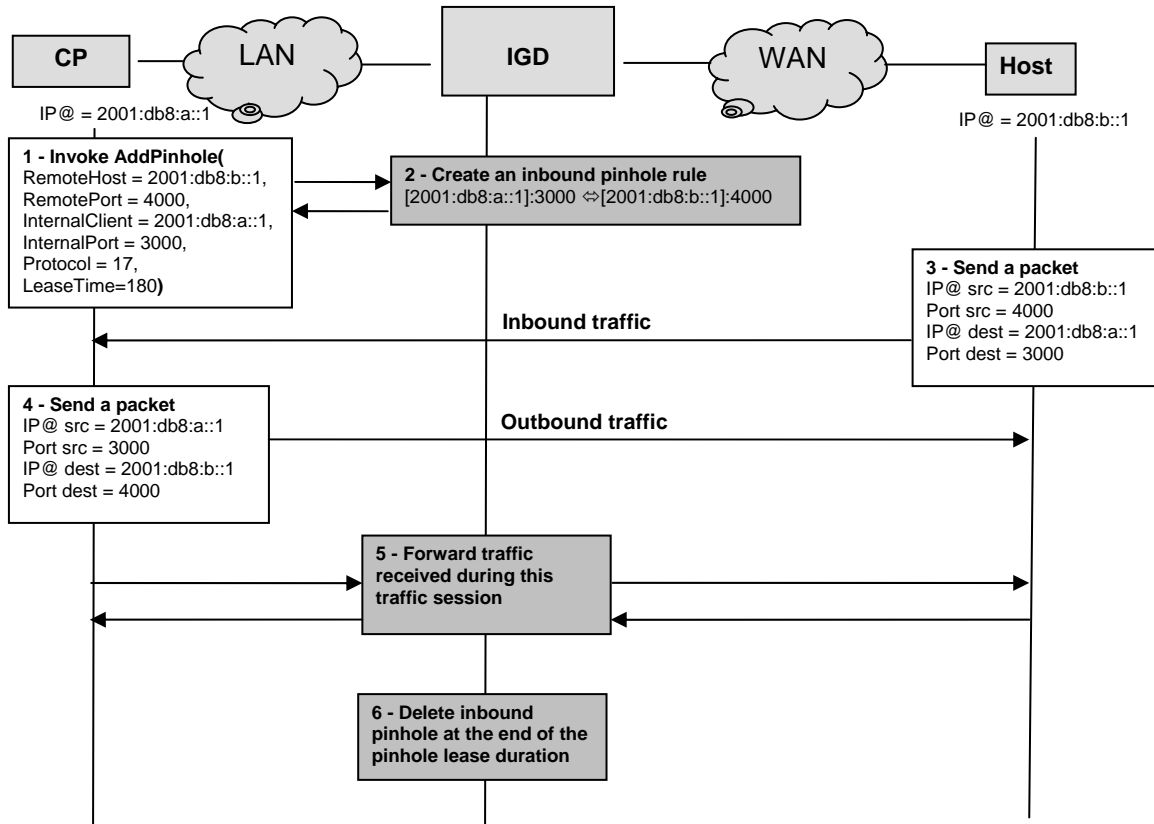 CP
LAN
IGD
WAN
Host
IP@ = 2001:db8:a::1
IP@ = 2001:db8:b::1
1 - Invoke AddPinhole(
RemoteHost = 2001:db8:b::1,
RemotePort = 4000,
InternalClient = 2001:db8:a::1,
InternalPort = 3000,
Protocol = 17,
LeaseTime=180)
2 - Create an inbound pinhole rule
[2001:db8:a::1]:3000 ⇔[2001:db8:b::1]:4000
3 - Send a packet
IP@ src = 2001:db8:b::1
Port src = 4000
IP@ dest = 2001:db8:a::1
Port dest = 3000
Inbound traffic
4 - Send a packet
IP@ src = 2001:db8:a::1
Port src = 3000
IP@ dest = 2001:db8:b::1
Port dest = 4000
Outbound traffic
5 - Forward traffic
received during this
traffic session
6 - Delete inbound
pinhole at the end of the
pinhole lease duration